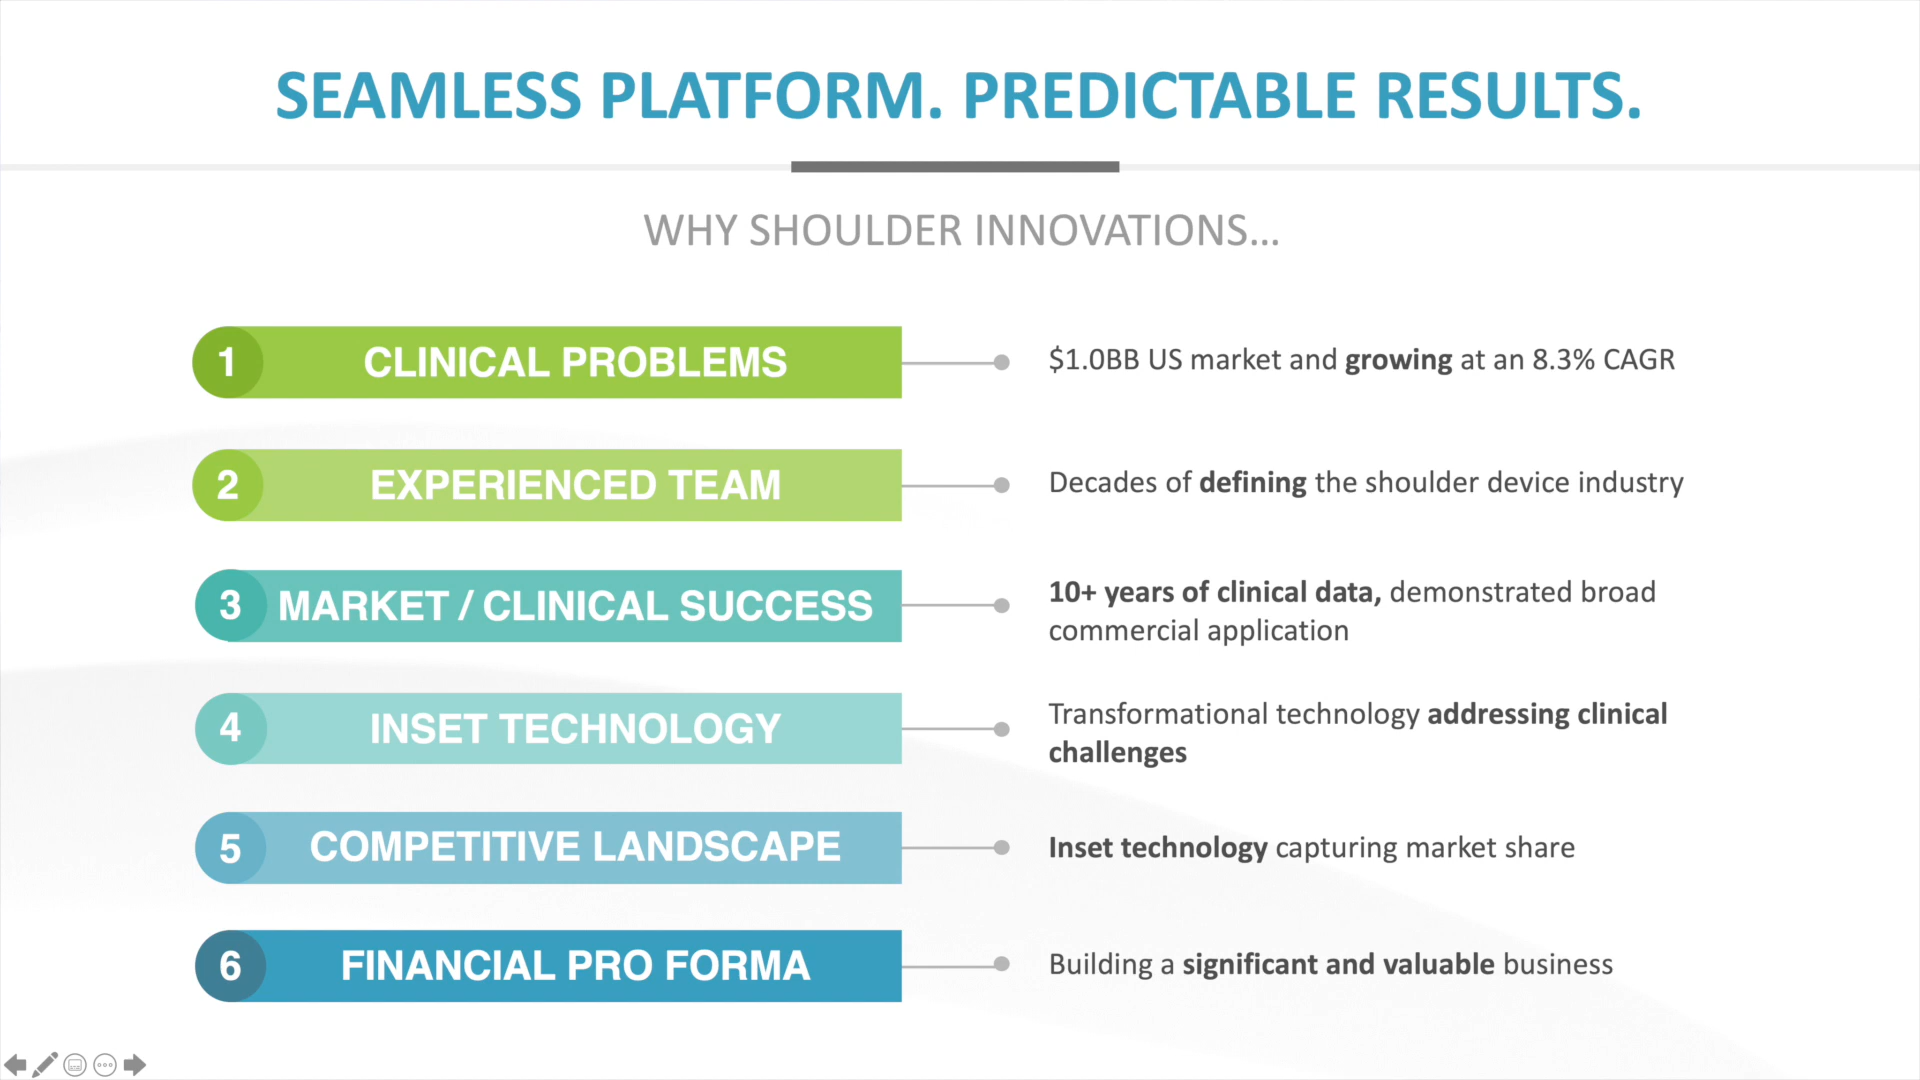 SEAMLESS PLATFORM. PREDICTABLE RESULTS.
WHY SHOULDER INNOVATIONS...
1 CLINICAL PROBLEMS
$1.0BB US market and growing at an 8.3% CAGR
2 EXPERIENCED TEAM
Decades of defining the shoulder device industry
3 MARKET / CLINICAL SUCCESS
10+ years of clinical data, demonstrated broad
commercial application
4 INSET TECHNOLOGY
Transformational technology addressing clinical
challenges
5 COMPETITIVE LANDSCAPE
Inset technology capturing market share
6 FINANCIAL PRO FORMA
Building a significant and valuable business